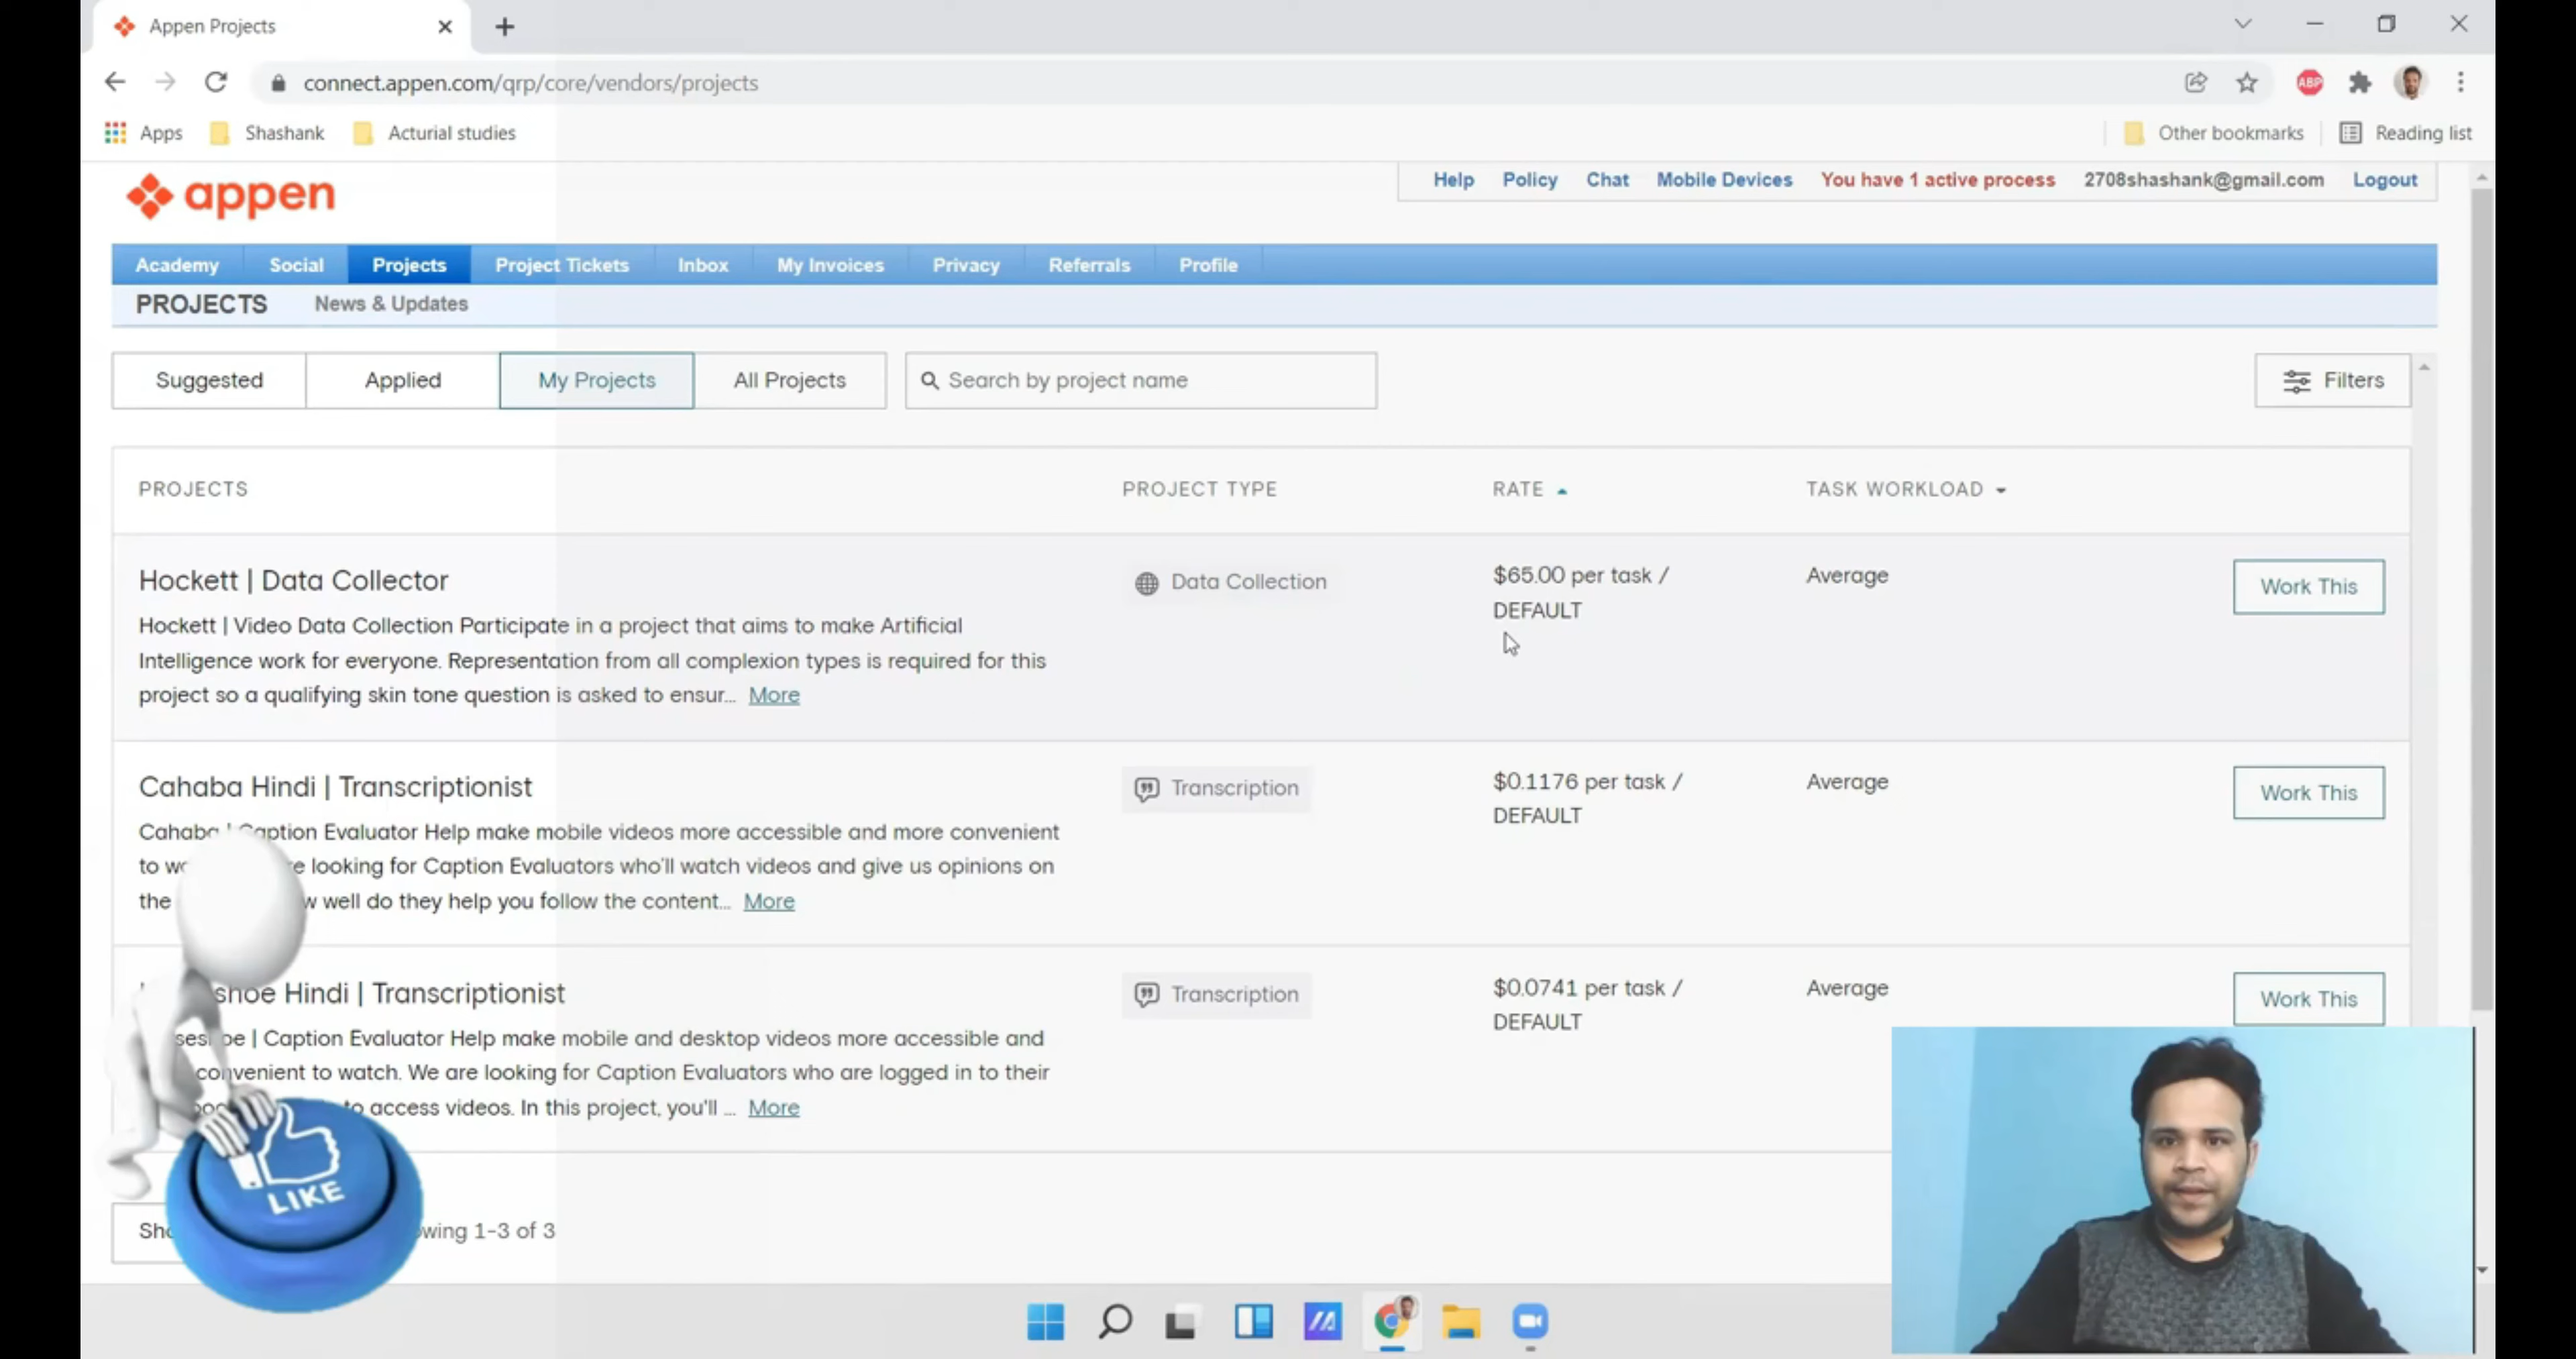 Appen Projects
connect.appen.com/qrp/core/vendors/projects
ABP
Apps Shashank Acturial studies Other bookmarks Reading list
appen
Help Policy Chat Mobile Devices You have 1 active process 2708shashank@gmail.com Logout
Academy Social Projects Project Tickets Inbox My Invoices Privacy Referrals Profile
PROJECTS News & Updates
Suggested Applied My Projects All Projects Search by project name Filters
PROJECTS PROJECT TYPE RATE TASK WORKLOAD
Hockett | Data Collector Data Collection $65.00 per task / Average Work This
DEFAULT
Hockett | Video Data Collection Participate in a project that aims to make Artificial
Intelligence work for everyone. Representation from all complexion types is required for this
project so a qualifying skin tone question is asked to ensur... More
Cahaba Hindi | Transcriptionist Transcription $0.1176 per task / Average Work This
DEFAULT
Cahaba | Caption Evaluator Help make mobile videos more accessible and more convenient
to looking for Caption Evaluators who'll watch videos and give us opinions on
the well do they help you follow the content... More
Hindi | Transcriptionist Transcription $0.0741 per task / Average Work This
DEFAULT
| Caption Evaluator Help make mobile and desktop videos more accessible and
convenient to watch. We are looking for Caption Evaluators who are logged in to their
to access videos. In this project, you'll ... More
LIKE
1-3 of 3